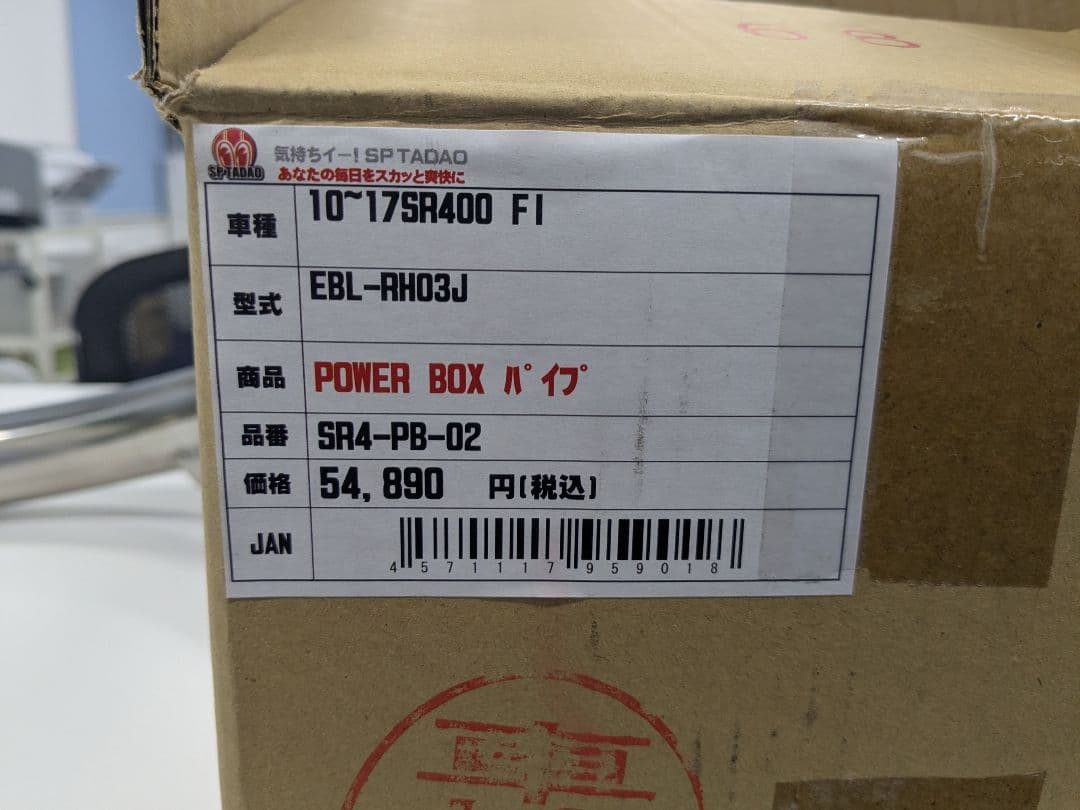 気持ちイー! SP TADAO
SP TADAO
あなたの毎日をスカッと爽快に
車種 10~17SR400 FI
型式 EBL-RH03J
商品 POWER BOX パイプ
品番 SR4-PB-02
価格 54,890 円(税込)
JAN
4571117959018